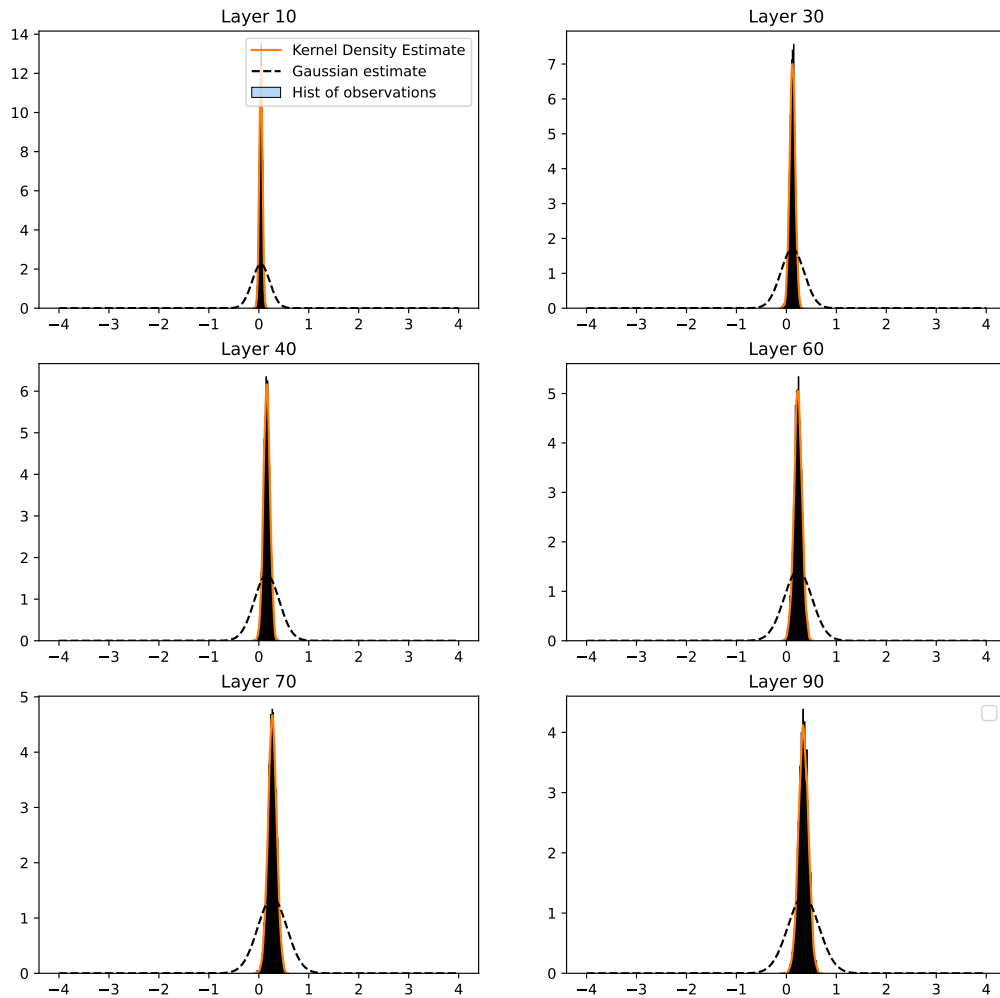 Layer 10
14
12
10
8
6
4
2
0
Kernel Density Estimate
Gaussian estimate
Hist of observations
−4 −3 −2 −1 0 1 2 3 4
Layer 30
7
6
5
4
3
2
1
0
−4 −3 −2 −1 0 1 2 3 4
Layer 40
6
5
4
3
2
1
0
−4 −3 −2 −1 0 1 2 3 4
Layer 60
5
4
3
2
1
0
−4 −3 −2 −1 0 1 2 3 4
Layer 70
5
4
3
2
1
0
−4 −3 −2 −1 0 1 2 3 4
Layer 90
4
3
2
1
0
−4 −3 −2 −1 0 1 2 3 4